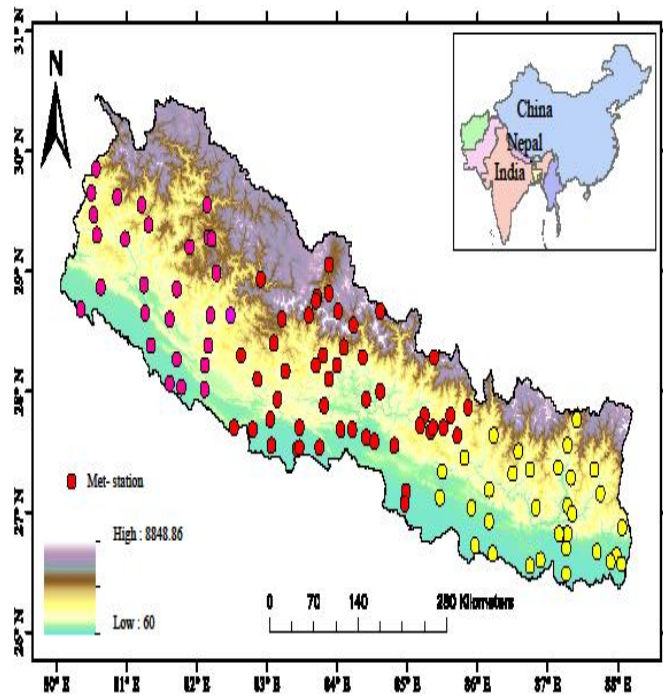 N
China
Nepal
India
Met- station
High : 8848.86
Low : 60
0 70 140 280 Kilometers
31° N
30° N
29° N
28° N
27° N
26° N
80° E 81° E 82° E 83° E 84° E 85° E 86° E 87° E 88° E